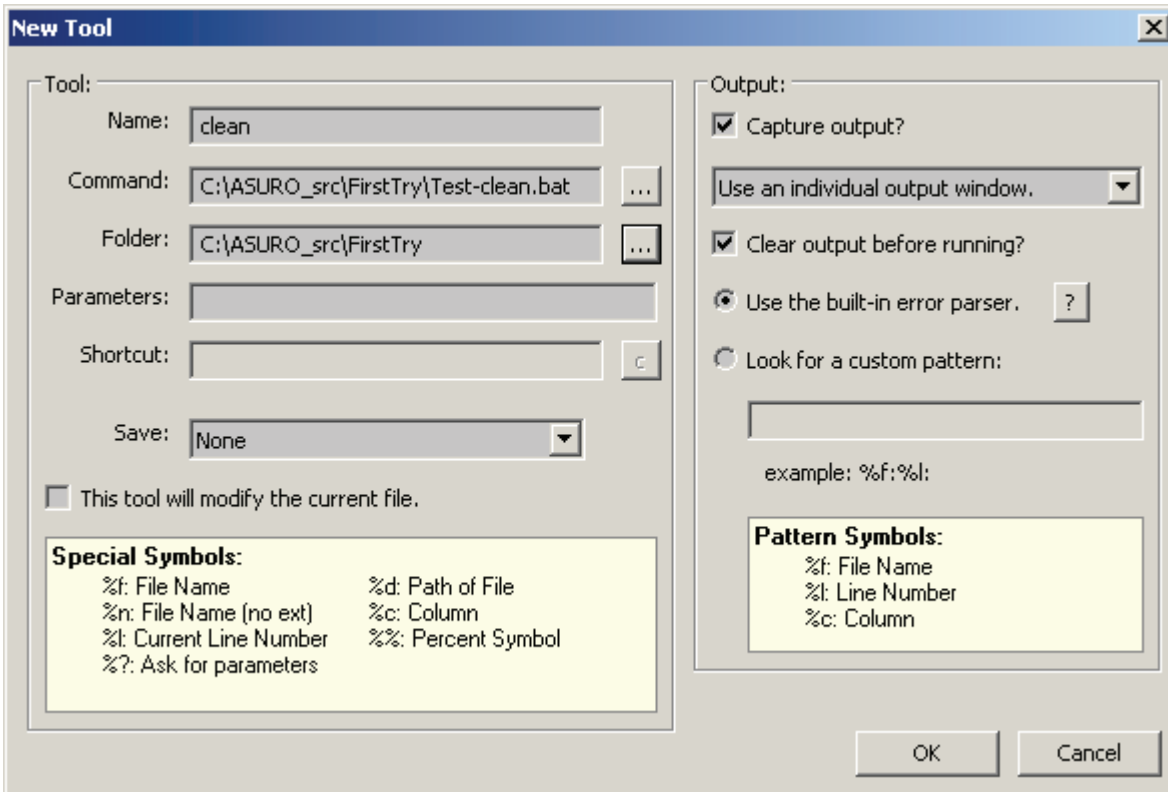 New Tool
Tool:
Name: clean
Command: C:\ASURO_src\FirstTry\Test-clean.bat ...
Folder: C:\ASURO_src\FirstTry ...
Parameters:
Shortcut: c
Save: None
This tool will modify the current file.
Special Symbols:
%f: File Name %d: Path of File
%n: File Name (no ext) %c: Column
%l: Current Line Number %%: Percent Symbol
%?: Ask for parameters
Output:
Capture output?
Use an individual output window.
Clear output before running?
Use the built-in error parser. ?
Look for a custom pattern:
example: %f:%l:
Pattern Symbols:
%f: File Name
%l: Line Number
%c: Column
OK Cancel